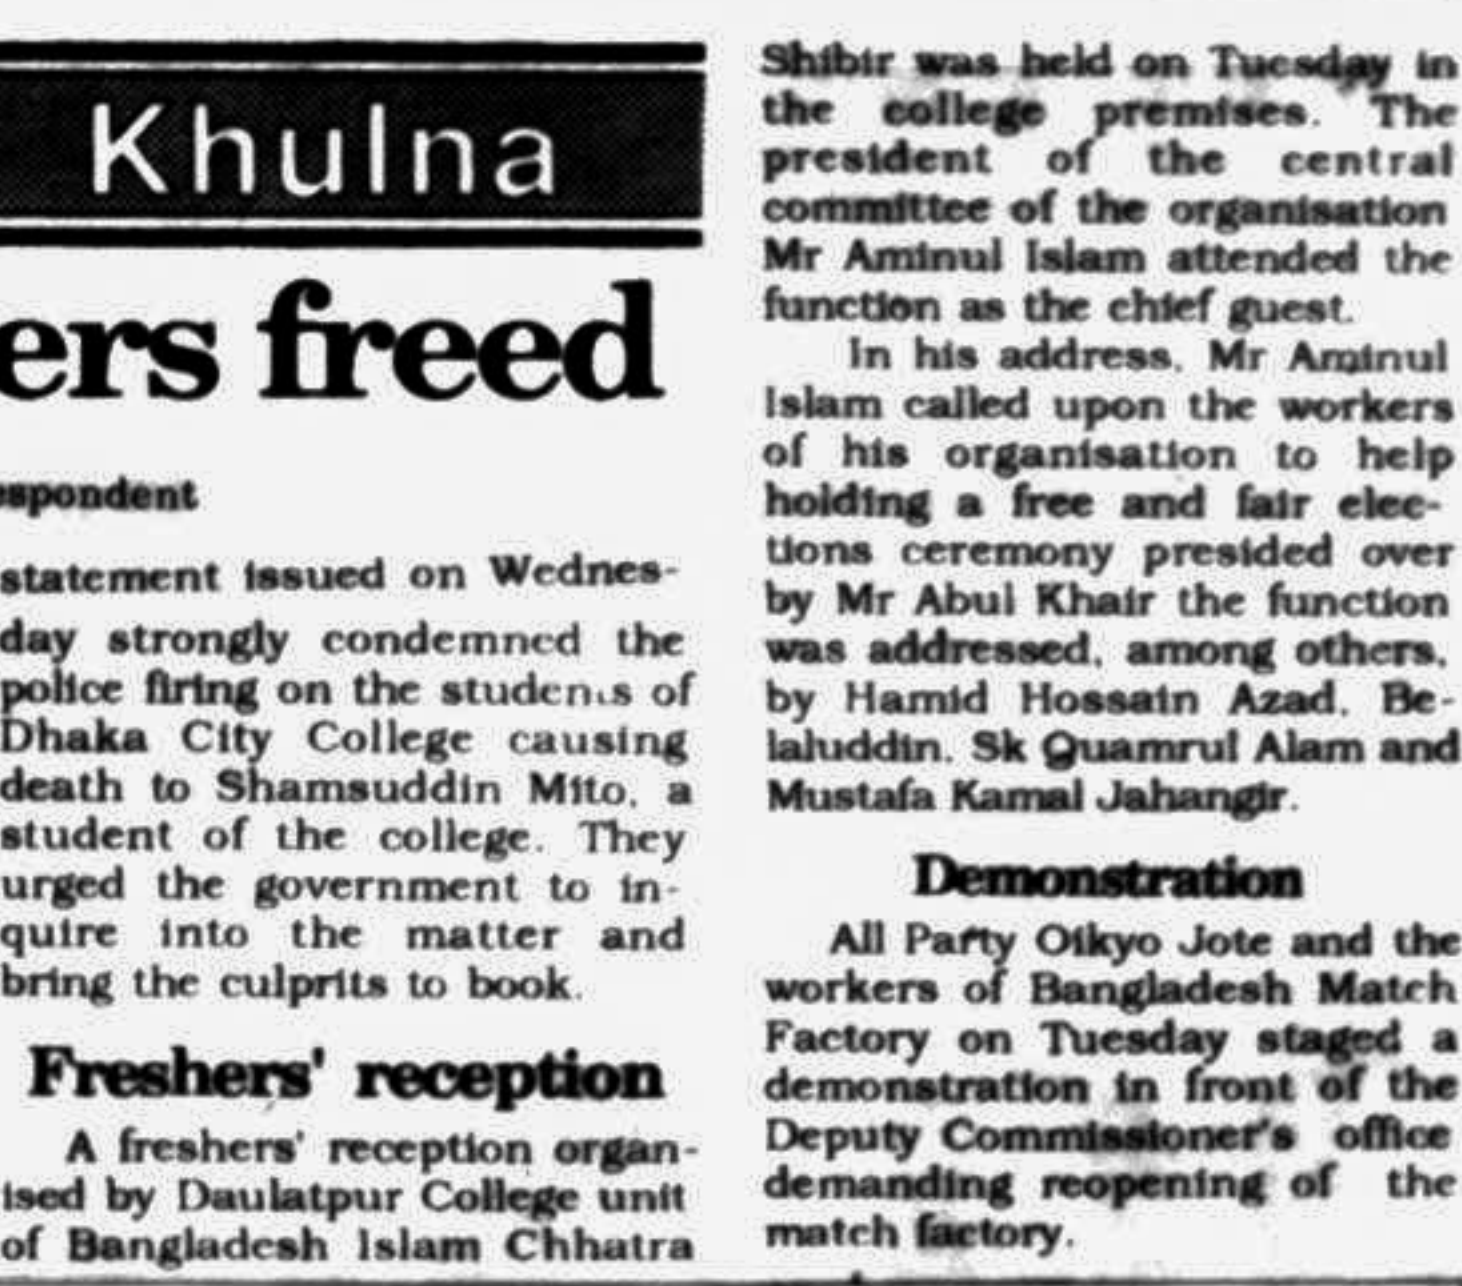 Khulna
ers freed
espondent
statement issued on Wednes-
day strongly condemned the
police firing on the students of
Dhaka City College causing
death to Shamsuddin Mito, a
student of the college. They
urged the government to in-
quire into the matter and
bring the culprits to book.
Freshers' reception
A freshers' reception organ-
ised by Daulatpur College unit
of Bangladesh Islam Chhatra
Shibir was held on Tuesday in
the college premises. The
president of the central
committee of the organisation
Mr Aminul Islam attended the
function as the chief guest.
In his address, Mr Aminul
Islam called upon the workers
of his organisation to help
holding a free and fair elec-
tions ceremony presided over
by Mr Abul Khair the function
was addressed, among others,
by Hamid Hossain Azad, Be-
laluddin, Sk Quamrul Alam and
Mustafa Kamal Jahangir.
Demonstration
All Party Oikyo Jote and the
workers of Bangladesh Match
Factory on Tuesday staged a
demonstration in front of the
Deputy Commissioner's office
demanding reopening of the
match factory.